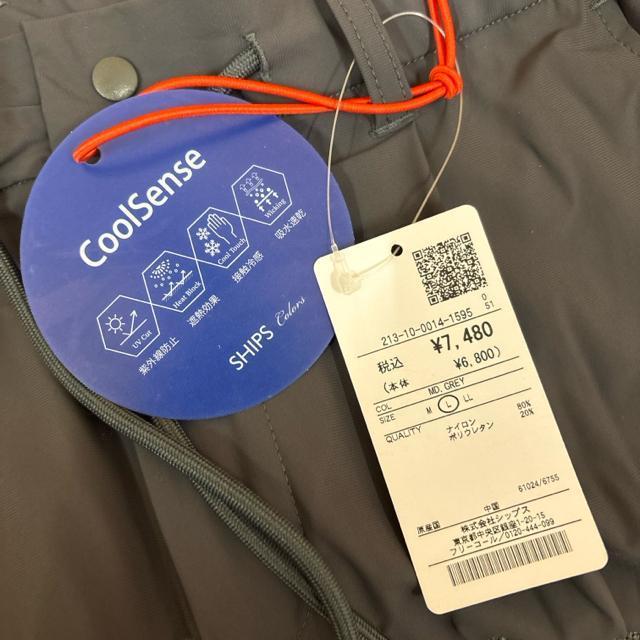 CoolSense
UV Cut
Heat Block
Cool Touch
Wicking
紫外線防止
遮熱効果
接触冷感
吸水速乾
SHIPS Colors
213-10-0014-1595
0
51
税込 ¥7,480
(本体 ¥6,800)
COL MD.GREY
SIZE M L LL
QUALITY ナイロン 80%
ポリウレタン 20%
61024/6755
原産国 中国
株式会社シップス
東京都中央区銀座1-20-15
フリーコール/0120-444-099